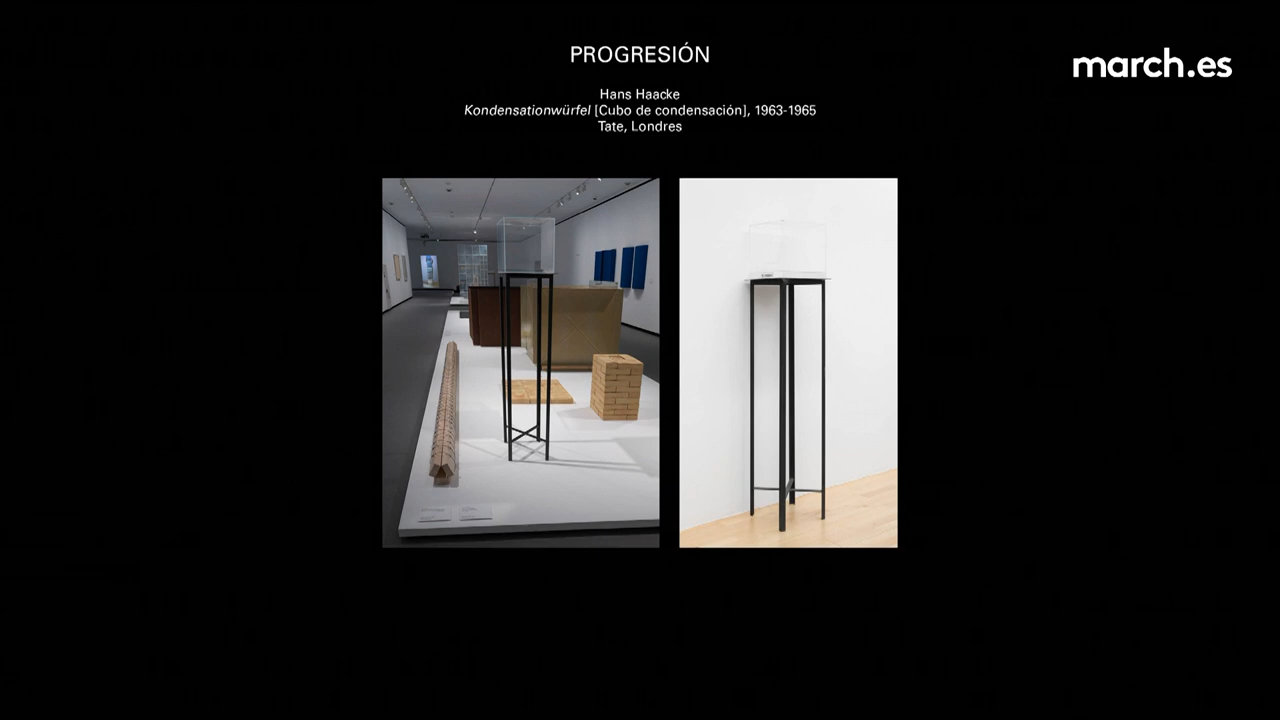 PROGRESIÓN
march.es
Hans Haacke
Kondensationwürfel [Cubo de condensación], 1963-1965
Tate, Londres